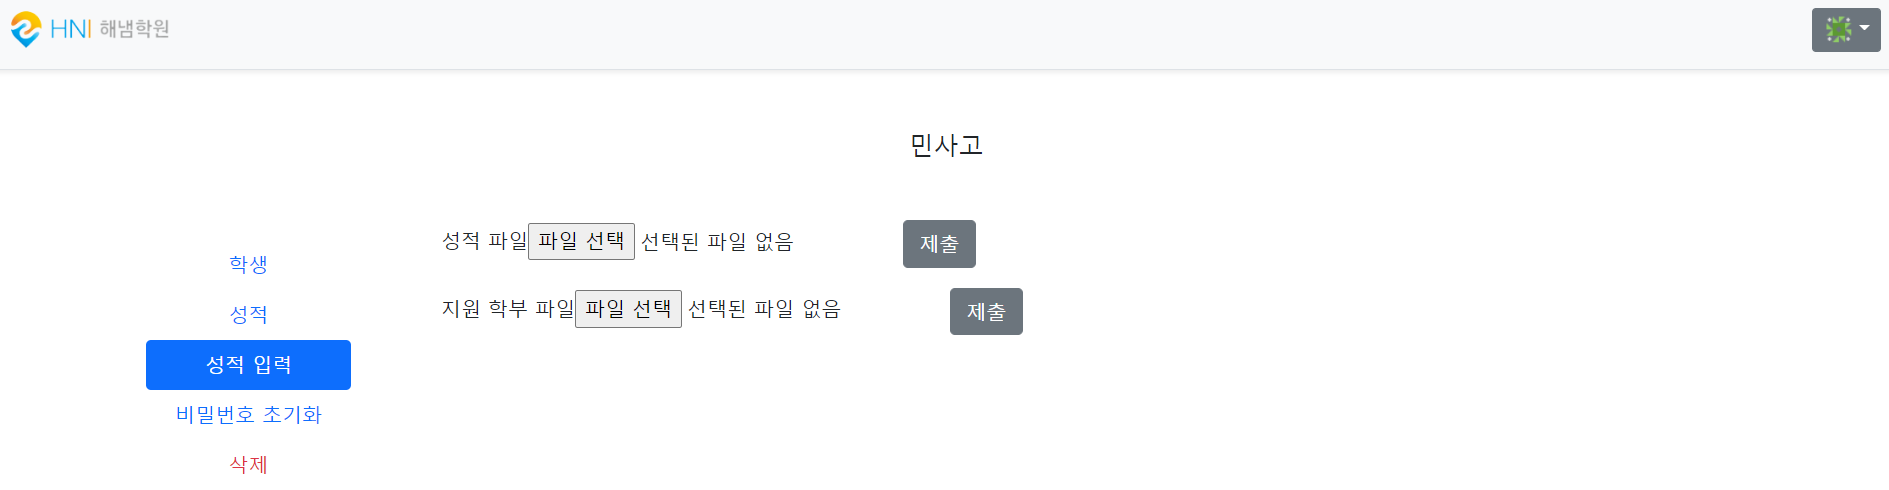 HNI 해냄학원
민사고
학생
성적
성적 입력
비밀번호 초기화
삭제
성적 파일 파일 선택 선택된 파일 없음 제출
지원 학부 파일 파일 선택 선택된 파일 없음 제출